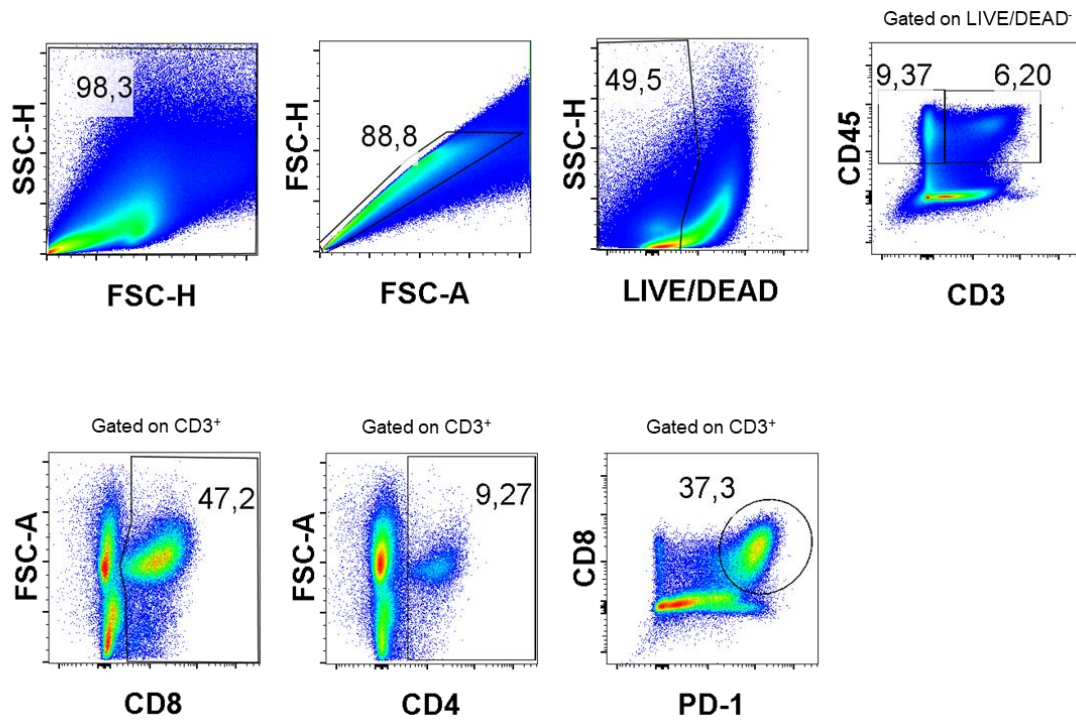 Gated on LIVE/DEAD⁻
98,3
SSC-H
FSC-H
88,8
FSC-H
FSC-A
49,5
SSC-H
LIVE/DEAD
9,37
6,20
CD45
CD3
Gated on CD3⁺
47,2
FSC-A
CD8
Gated on CD3⁺
9,27
FSC-A
CD4
Gated on CD3⁺
37,3
CD8
PD-1